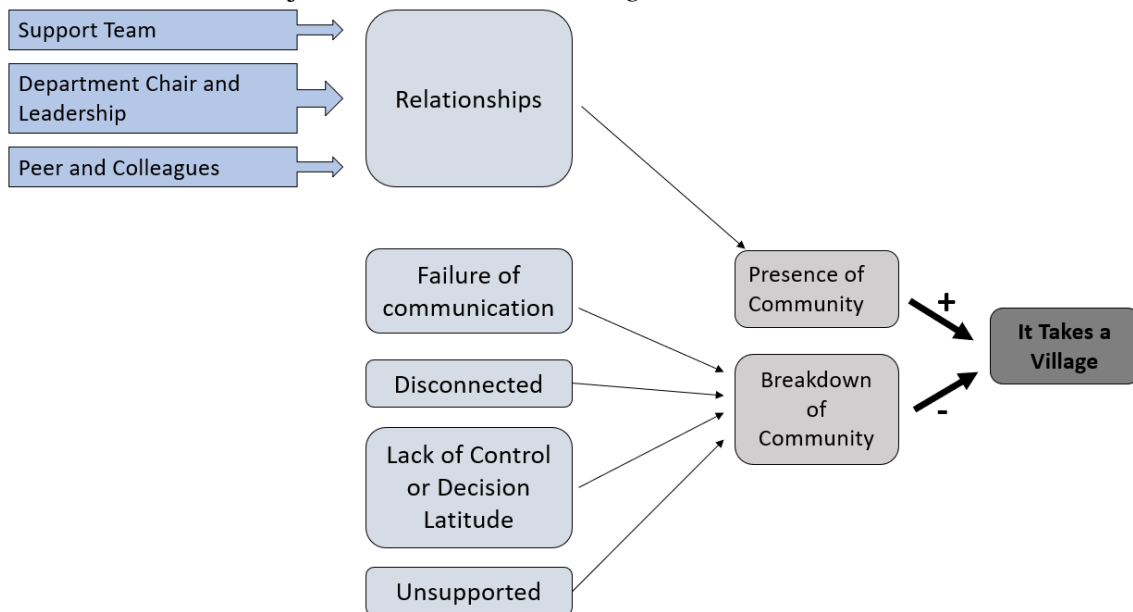 Support Team
Department Chair and
Leadership
Peer and Colleagues
Relationships
Failure of
communication
Disconnected
Lack of Control
or Decision
Latitude
Unsupported
Presence of
Community
Breakdown
of
Community
+
-
It Takes a
Village